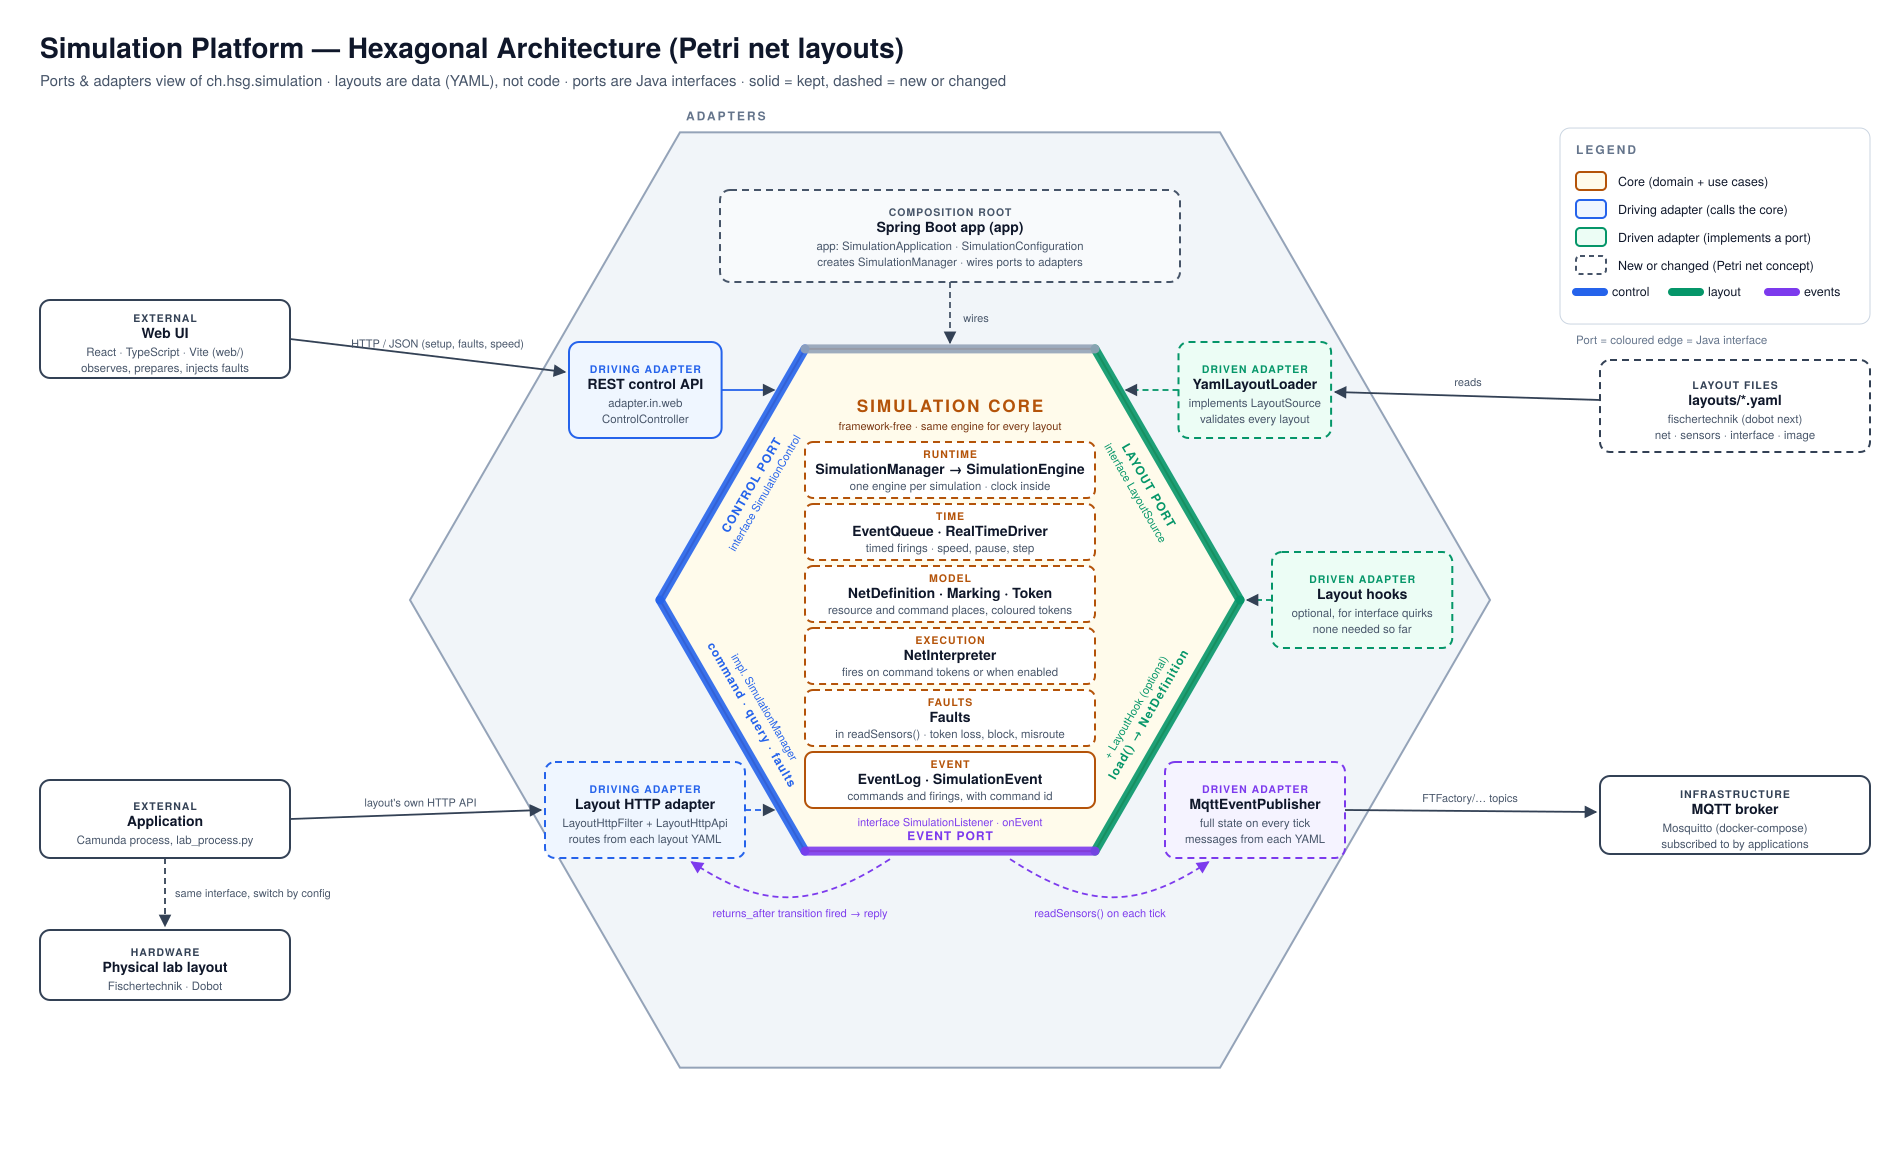 Simulation Platform — Hexagonal Architecture (Petri net layouts)
Ports & adapters view of ch.hsg.simulation · layouts are data (YAML), not code · ports are Java interfaces · solid = kept, dashed = new or changed
ADAPTERS
LEGEND
Core (domain + use cases)
Driving adapter (calls the core)
Driven adapter (implements a port)
New or changed (Petri net concept)
control
layout
events
Port = coloured edge = Java interface
COMPOSITION ROOT
Spring Boot app (app)
app: SimulationApplication · SimulationConfiguration
creates SimulationManager · wires ports to adapters
wires
EXTERNAL
Web UI
React · TypeScript · Vite (web/)
observes, prepares, injects faults
HTTP / JSON (setup, faults, speed)
DRIVING ADAPTER
REST control API
adapter.in.web
ControlController
DRIVEN ADAPTER
YamlLayoutLoader
implements LayoutSource
validates every layout
reads
LAYOUT FILES
layouts/*.yaml
fischertechnik (dobot next)
net · sensors · interface · image
SIMULATION CORE
framework-free · same engine for every layout
CONTROL PORT
interface SimulationControl
LAYOUT PORT
interface LayoutSource
RUNTIME
SimulationManager → SimulationEngine
one engine per simulation · clock inside
TIME
EventQueue · RealTimeDriver
timed firings · speed, pause, step
MODEL
NetDefinition · Marking · Token
resource and command places, coloured tokens
EXECUTION
NetInterpreter
fires on command tokens or when enabled
FAULTS
Faults
in readSensors() · token loss, block, misroute
EVENT
EventLog · SimulationEvent
commands and firings, with command id
interface SimulationListener · onEvent
EVENT PORT
DRIVEN ADAPTER
Layout hooks
optional, for interface quirks
none needed so far
impl. SimulationManager
command · query · faults
+ LayoutHook (optional)
load() → NetDefinition
EXTERNAL
Application
Camunda process, lab_process.py
layout's own HTTP API
DRIVING ADAPTER
Layout HTTP adapter
LayoutHttpFilter + LayoutHttpApi
routes from each layout YAML
DRIVEN ADAPTER
MqttEventPublisher
full state on every tick
messages from each YAML
FTFactory/… topics
INFRASTRUCTURE
MQTT broker
Mosquitto (docker-compose)
subscribed to by applications
same interface, switch by config
returns_after transition fired → reply
readSensors() on each tick
HARDWARE
Physical lab layout
Fischertechnik · Dobot